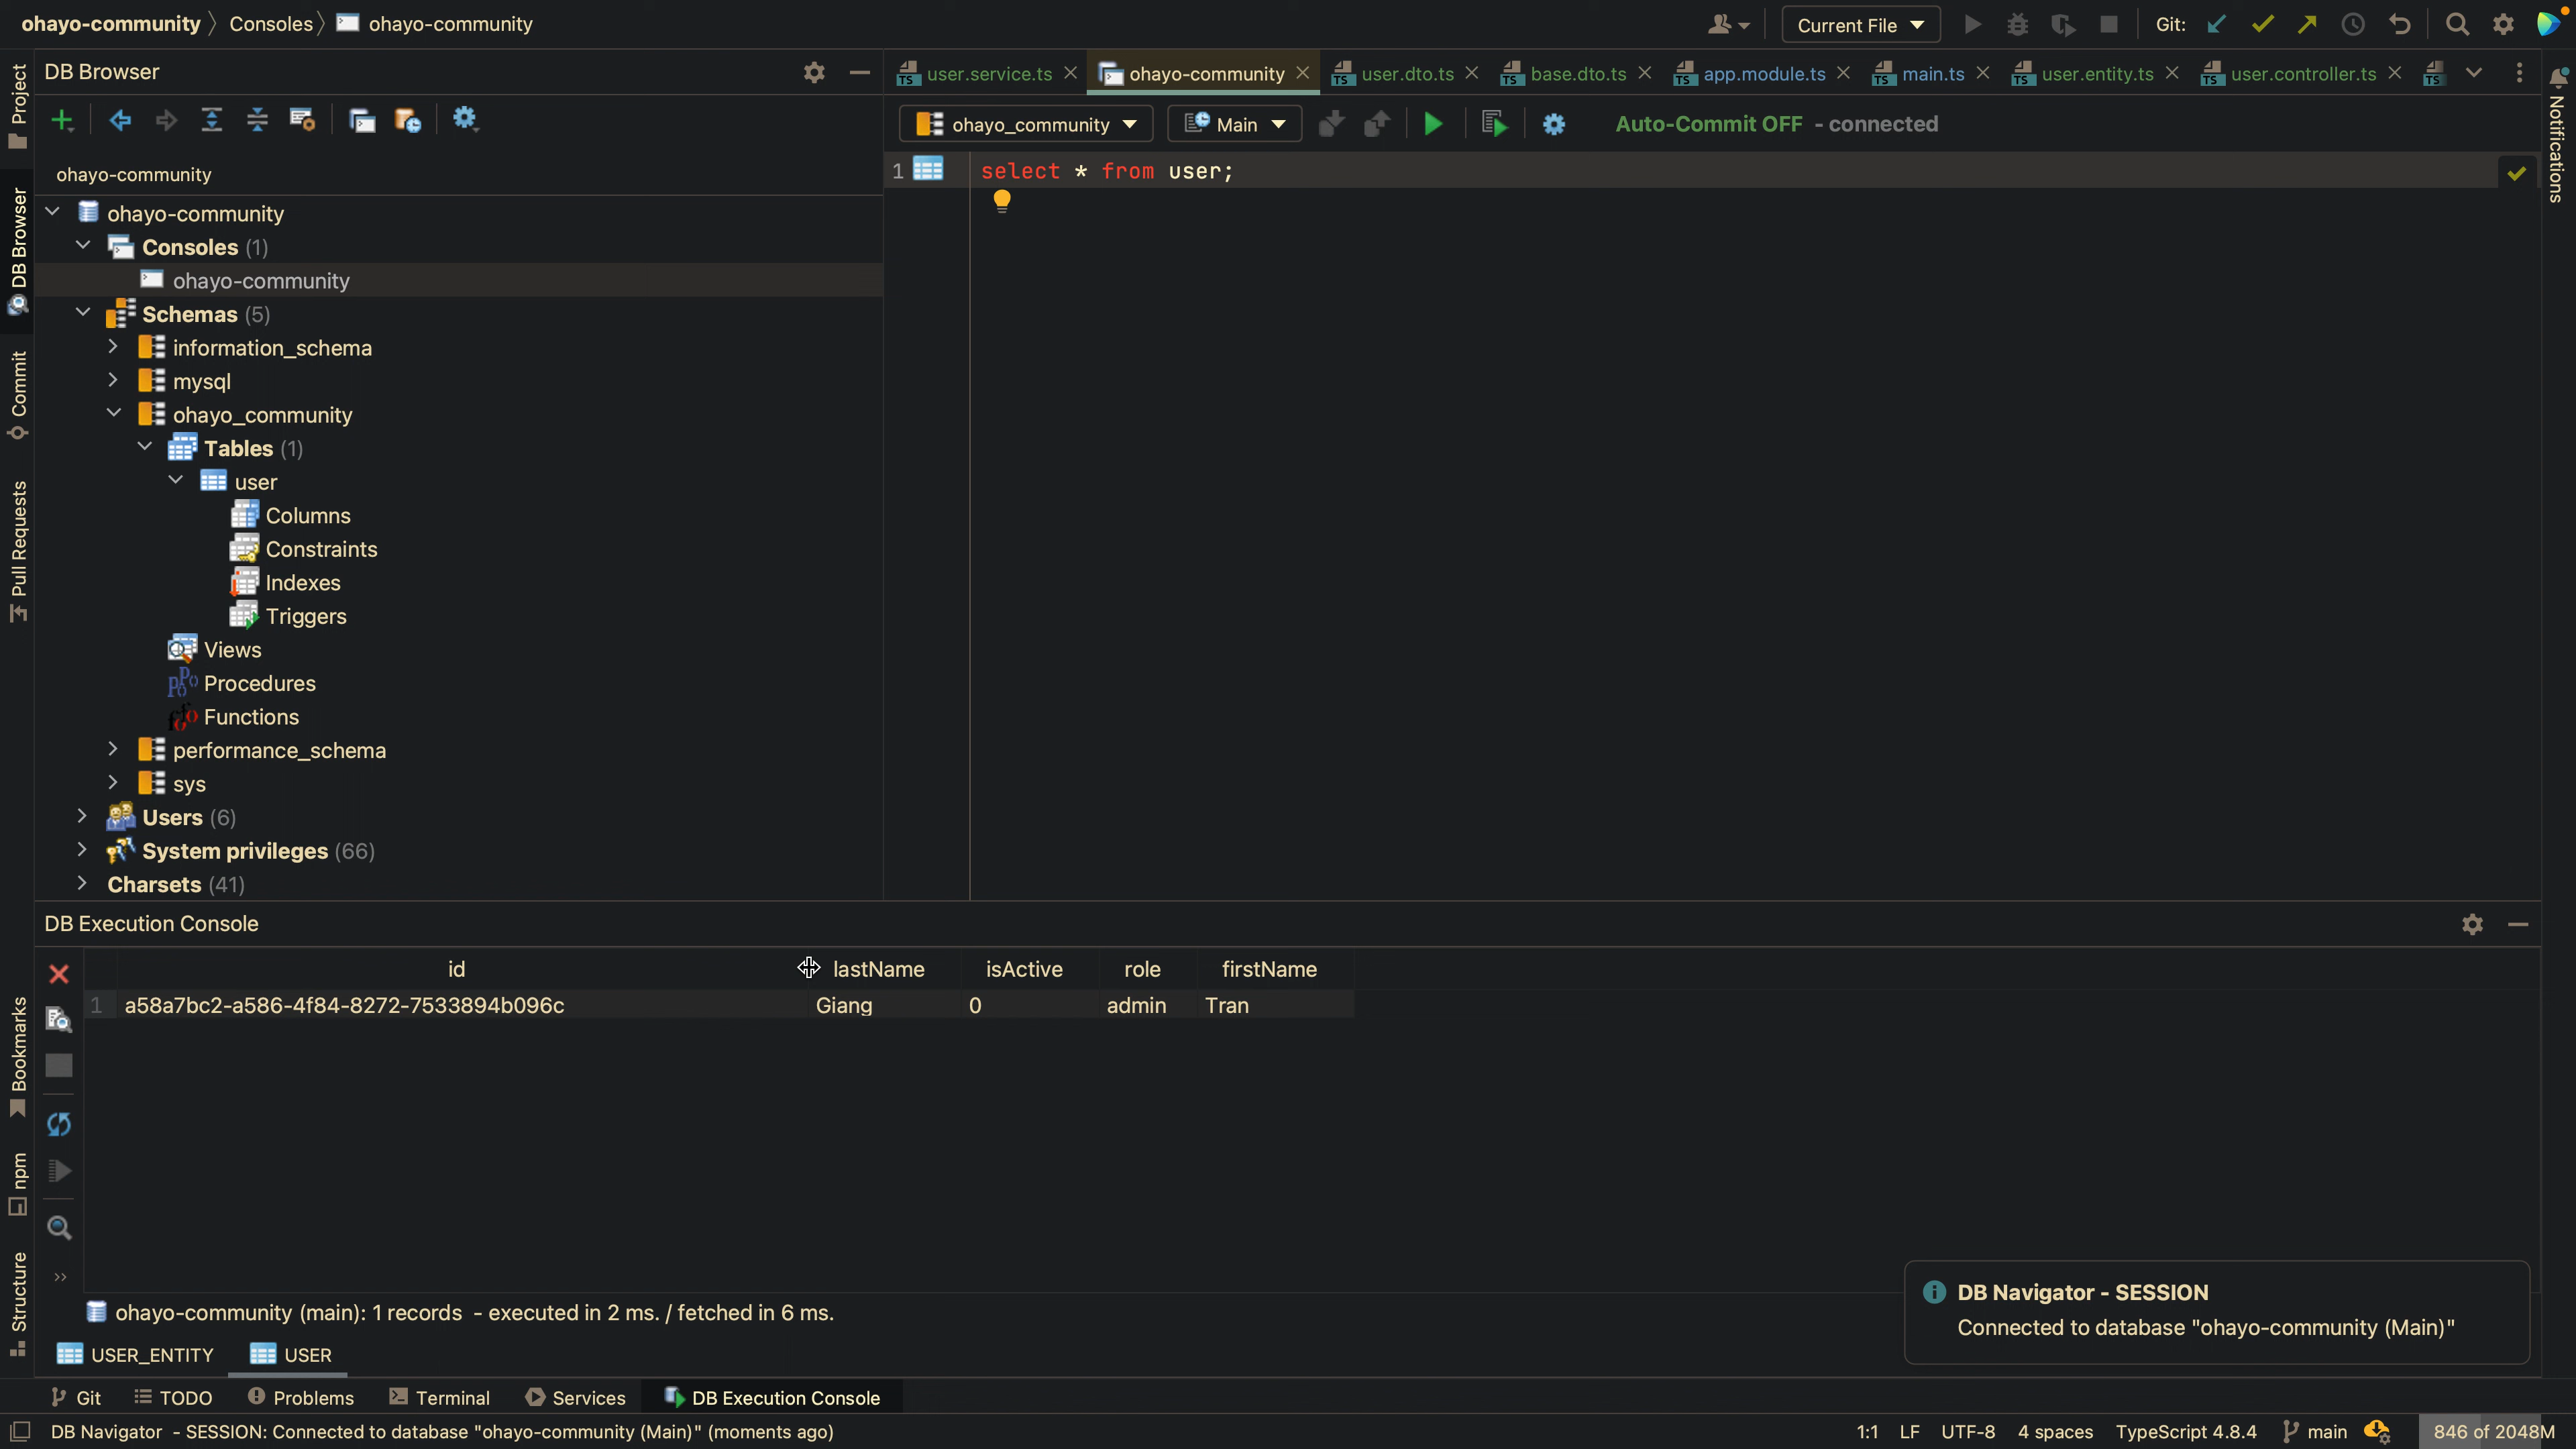 ohayo-community
Consoles
ohayo-community
Current File
Git:
Project
DB Browser
Commit
Pull Requests
Bookmarks
npm
Structure
Notifications
DB Browser
ohayo-community
ohayo-community
Consoles (1)
ohayo-community
Schemas (5)
information_schema
mysql
ohayo_community
Tables (1)
user
Columns
Constraints
Indexes
Triggers
Views
Procedures
Functions
performance_schema
sys
Users (6)
System privileges (66)
Charsets (41)
user.service.ts
ohayo-community
user.dto.ts
base.dto.ts
app.module.ts
main.ts
user.entity.ts
user.controller.ts
ohayo_community
Main
Auto-Commit OFF - connected
1 select * from user;
DB Execution Console
id lastName isActive role firstName
1 a58a7bc2-a586-4f84-8272-7533894b096c Giang 0 admin Tran
ohayo-community (main): 1 records - executed in 2 ms. / fetched in 6 ms.
USER_ENTITY
USER
DB Navigator - SESSION
Connected to database "ohayo-community (Main)"
Git
TODO
Problems
Terminal
Services
DB Execution Console
DB Navigator - SESSION: Connected to database "ohayo-community (Main)" (moments ago)
1:1 LF UTF-8 4 spaces TypeScript 4.8.4 main 846 of 2048M